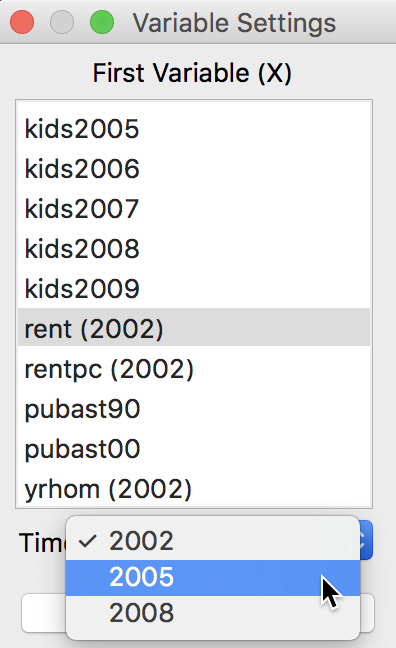 Variable Settings
First Variable (X)
kids2005
kids2006
kids2007
kids2008
kids2009
rent (2002)
rentpc (2002)
pubast90
pubast00
yrhom (2002)
✓ 2002
2005
2008